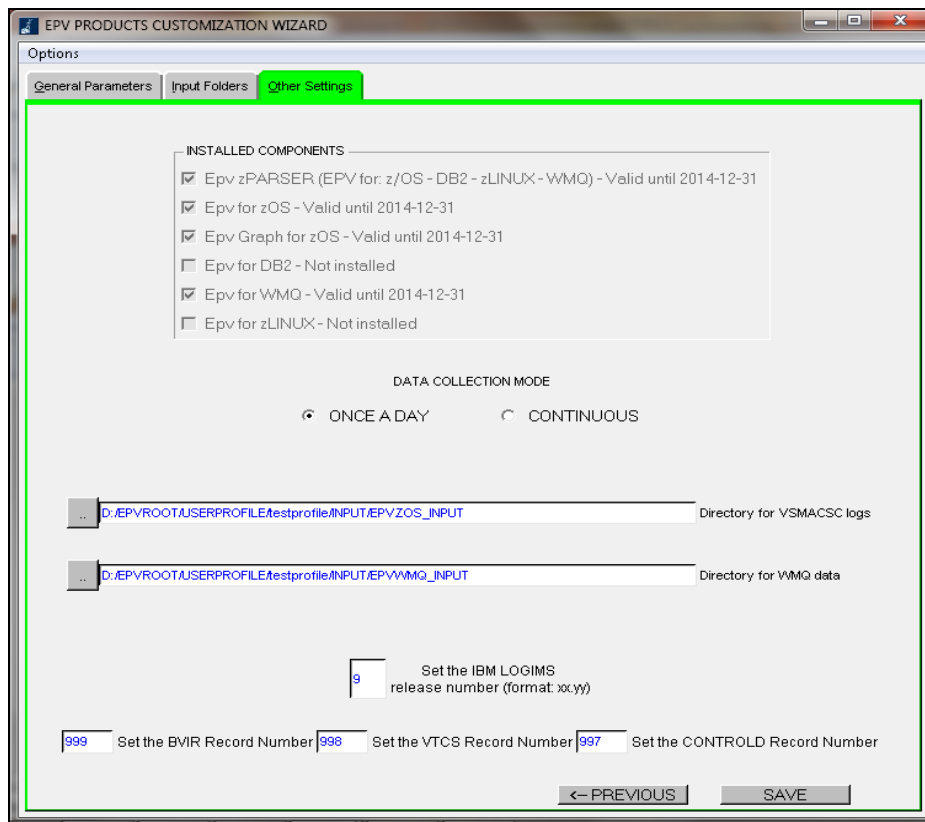 EPV PRODUCTS CUSTOMIZATION WIZARD
Options
General Parameters Input Folders Other Settings
INSTALLED COMPONENTS
Epv zPARSER (EPV for: z/OS - DB2 - zLINUX - WMQ) - Valid until 2014-12-31
Epv for zOS - Valid until 2014-12-31
Epv Graph for zOS - Valid until 2014-12-31
Epv for DB2 - Not installed
Epv for WMQ - Valid until 2014-12-31
Epv for zLINUX - Not installed
DATA COLLECTION MODE
ONCE A DAY CONTINUOUS
.. D:/EPVROOT/USERPROFILE/testprofile/INPUT/EPVZOS_INPUT Directory for VSMACSC logs
.. D:/EPVROOT/USERPROFILE/testprofile/INPUT/EPVWMQ_INPUT Directory for WMQ data
9 Set the IBM LOGIMS
release number (format: xx.yy)
999 Set the BVIR Record Number 998 Set the VTCS Record Number 997 Set the CONTROLD Record Number
<-- PREVIOUS SAVE